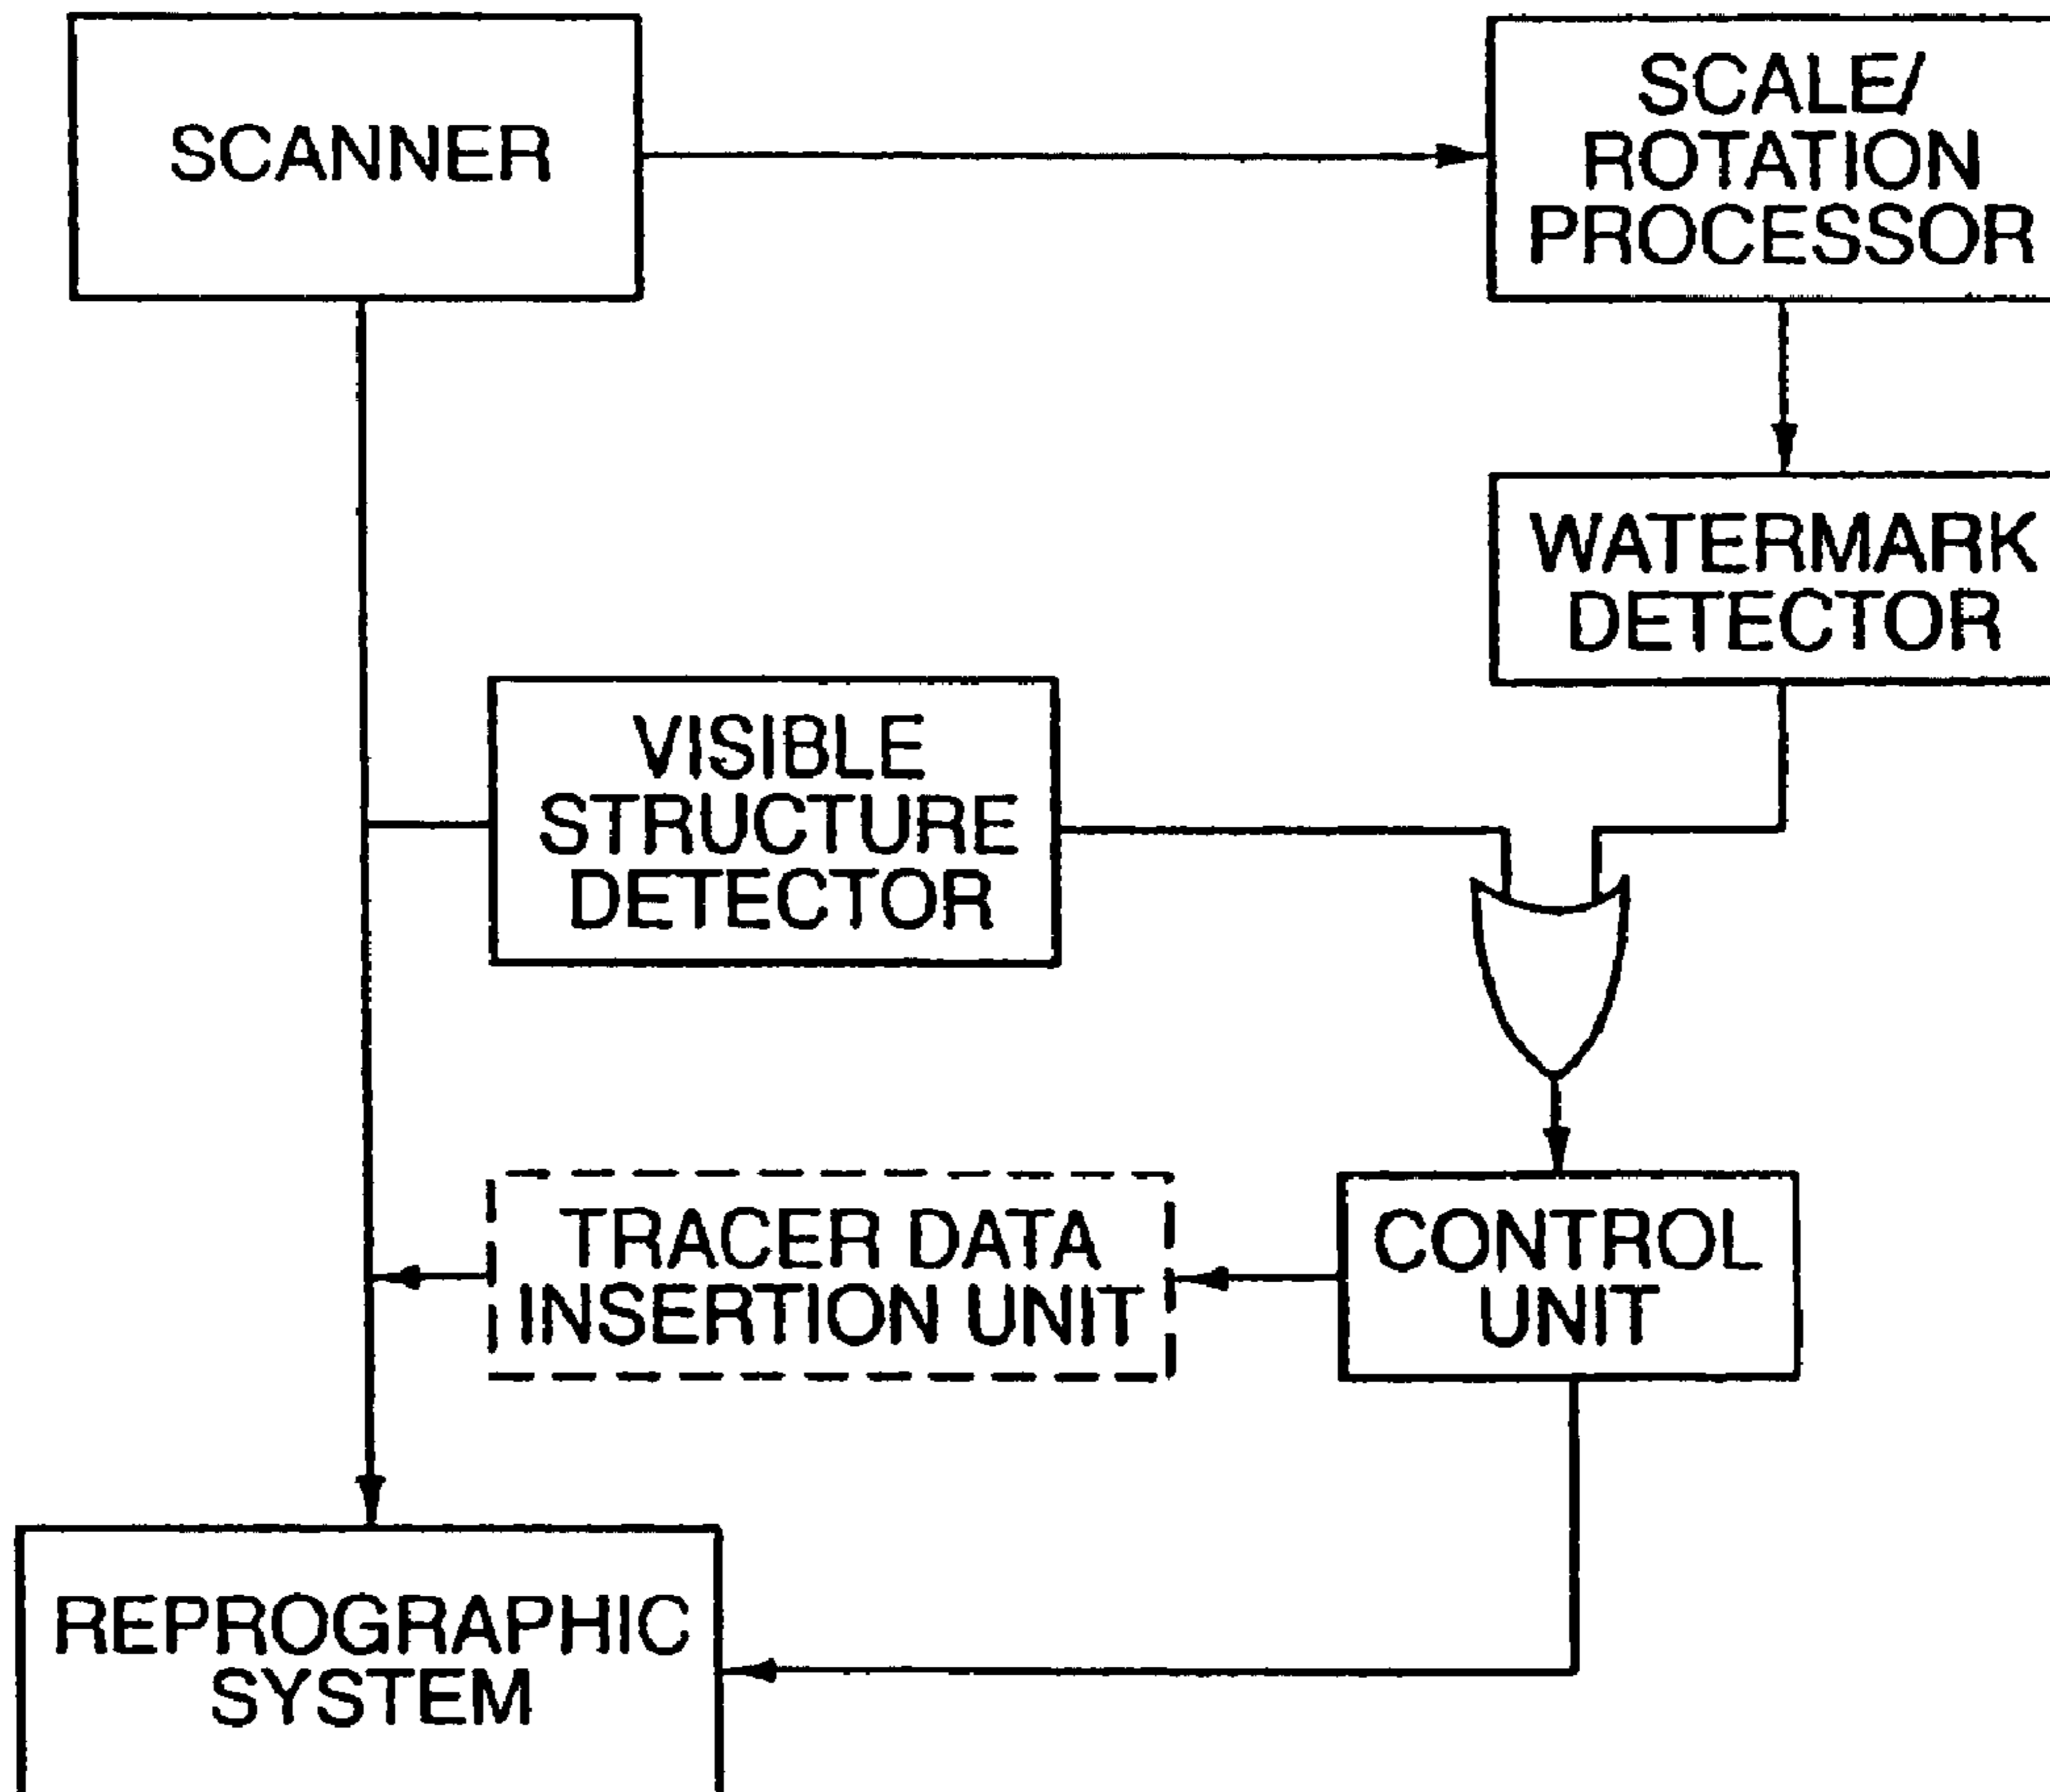 SCANNER
SCALE/
ROTATION
PROCESSOR
WATERMARK
DETECTOR
VISIBLE
STRUCTURE
DETECTOR
TRACER DATA
INSERTION UNIT
CONTROL
UNIT
REPROGRAPHIC
SYSTEM